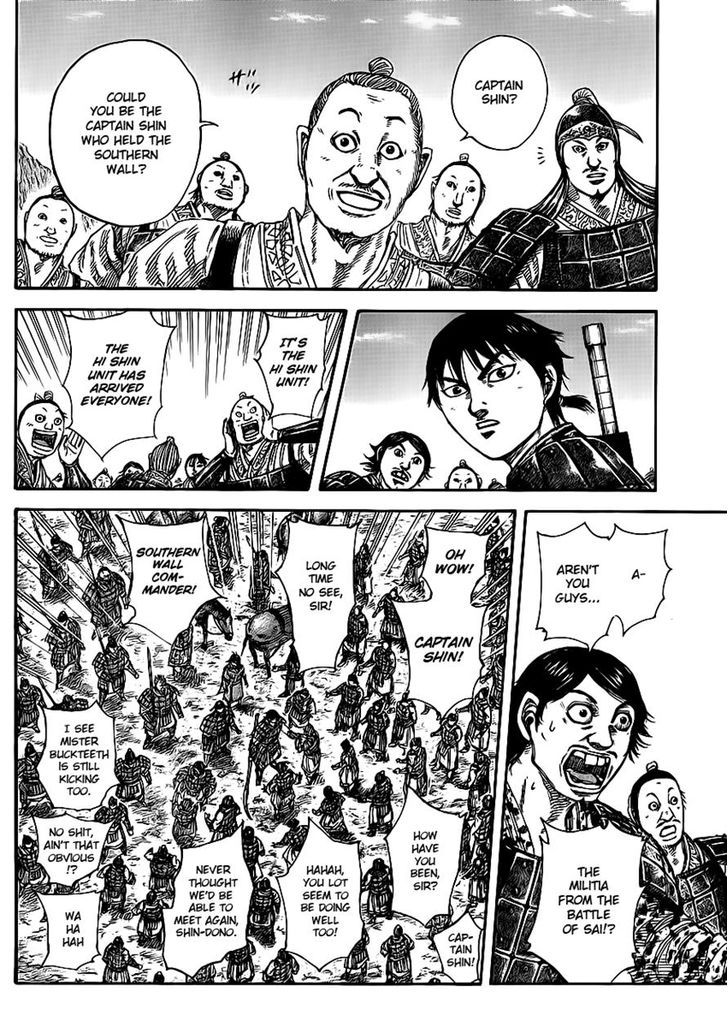 CAPTAIN
SHIN?
COULD
YOU BE THE
CAPTAIN SHIN
WHO HELD THE
SOUTHERN
WALL?
IT'S
THE
HI SHIN
UNIT!
THE
HI SHIN
UNIT HAS
ARRIVED
EVERYONE!
A-
AREN'T
YOU
GUYS...
THE
MILITIA
FROM THE
BATTLE
OF SAI!?
OH
WOW!
CAPTAIN
SHIN!
LONG
TIME
NO SEE,
SIR!
SOUTHERN
WALL
COM-
MANDER!
I SEE
MISTER
BUCKTEETH
IS STILL
KICKING
TOO.
NO SHIT,
AIN'T THAT
OBVIOUS
!?
WA
HA
HAH
HOW
HAVE YOU
BEEN,
SIR?
CAP-
TAIN
SHIN!
HAHAH,
YOU LOT
SEEM TO
BE DOING
WELL
TOO!
NEVER
THOUGHT
WE'D BE
ABLE TO
MEET AGAIN,
SHIN-DONO.